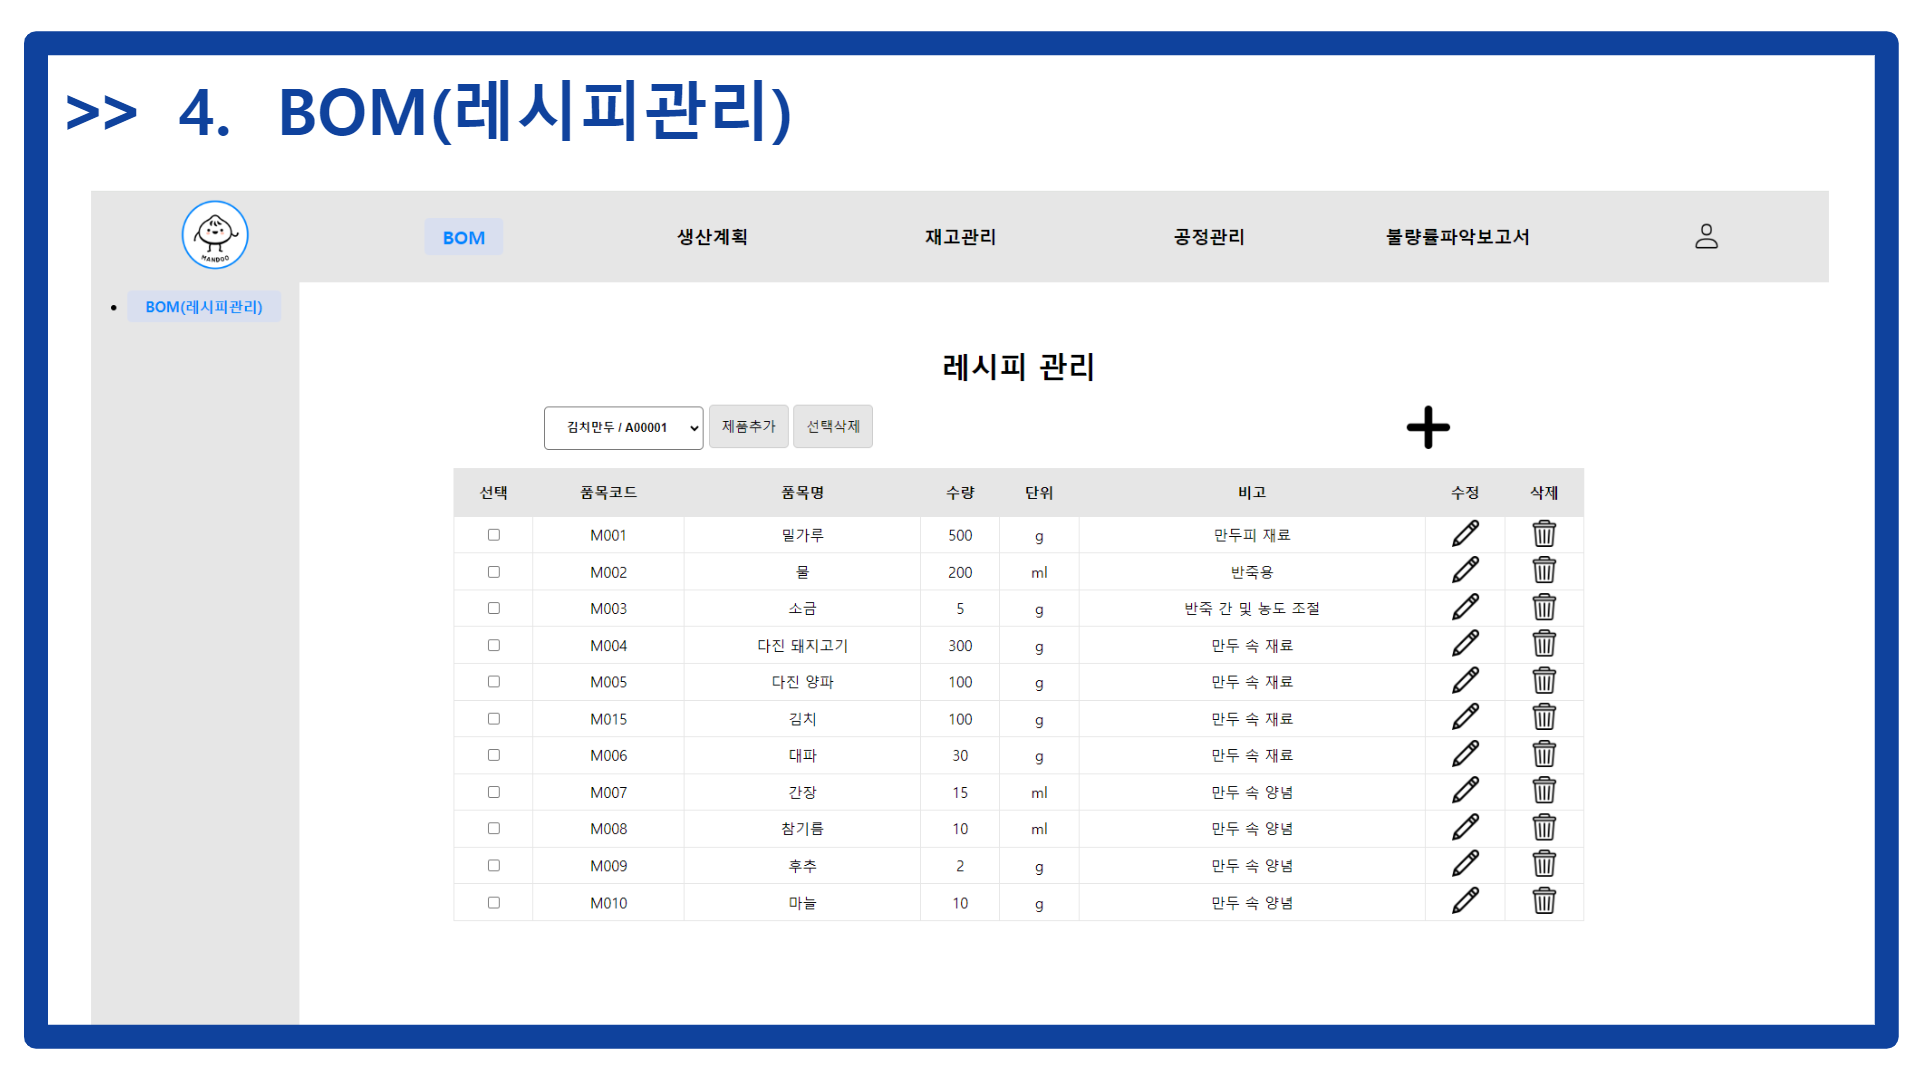 >> 4. BOM(레시피관리)
MANDOO
BOM 생산계획 재고관리 공정관리 불량률파악보고서
BOM(레시피관리)
레시피 관리
김치만두 / A00001 제품추가 선택삭제
선택 품목코드 품목명 수량 단위 비고 수정 삭제
M001 밀가루 500 g 만두피 재료
M002 물 200 ml 반죽용
M003 소금 5 g 반죽 간 및 농도 조절
M004 다진 돼지고기 300 g 만두 속 재료
M005 다진 양파 100 g 만두 속 재료
M015 김치 100 g 만두 속 재료
M006 대파 30 g 만두 속 재료
M007 간장 15 ml 만두 속 양념
M008 참기름 10 ml 만두 속 양념
M009 후추 2 g 만두 속 양념
M010 마늘 10 g 만두 속 양념